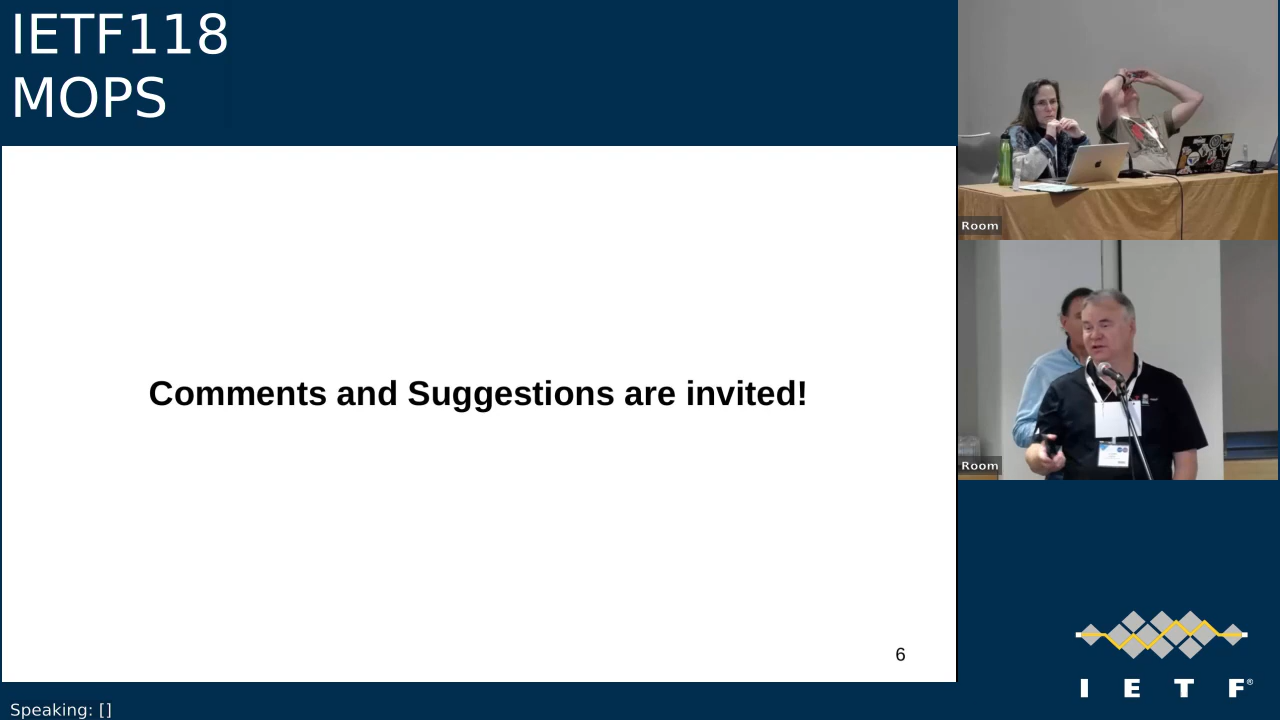 IETF118
MOPS
Room
Comments and Suggestions are invited!
Room
6
I E T F®
Speaking: []